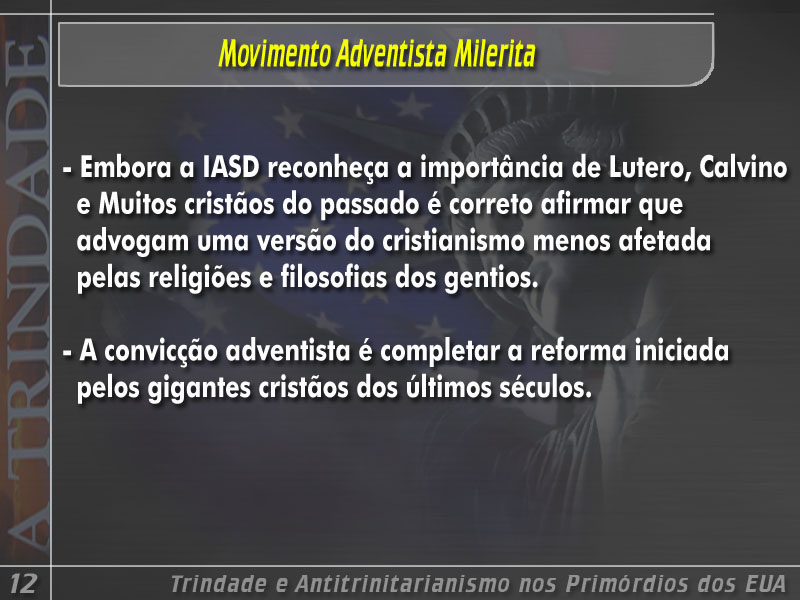 Movimento Adventista Milerita
- Embora a IASD reconheça a importância de Lutero, Calvino
e Muitos cristãos do passado é correto afirmar que
advogam uma versão do cristianismo menos afetada
pelas religiões e filosofias dos gentios.
- A convicção adventista é completar a reforma iniciada
pelos gigantes cristãos dos últimos séculos.
A TRINDADE
12
Trindade e Antitrinitarianismo nos Primórdios dos EUA